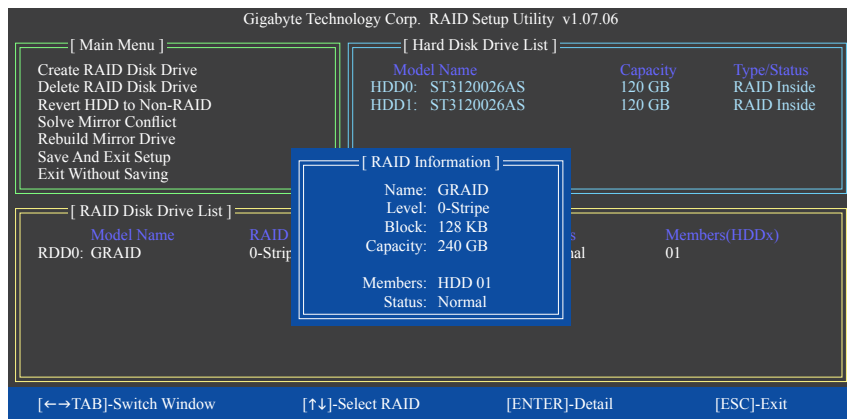 Gigabyte Technology Corp. RAID Setup Utility v1.07.06
[ Main Menu ]
Create RAID Disk Drive
Delete RAID Disk Drive
Revert HDD to Non-RAID
Solve Mirror Conflict
Rebuild Mirror Drive
Save And Exit Setup
Exit Without Saving
[ Hard Disk Drive List ]
Model Name Capacity Type/Status
HDD0: ST3120026AS 120 GB RAID Inside
HDD1: ST3120026AS 120 GB RAID Inside
[ RAID Information ]
Name: GRAID
Level: 0-Stripe
Block: 128 KB
Capacity: 240 GB
Members: HDD 01
Status: Normal
[ RAID Disk Drive List ]
Model Name RAID Members(HDDx)
RDD0: GRAID 0-Strip 01
[←→TAB]-Switch Window [↑↓]-Select RAID [ENTER]-Detail [ESC]-Exit